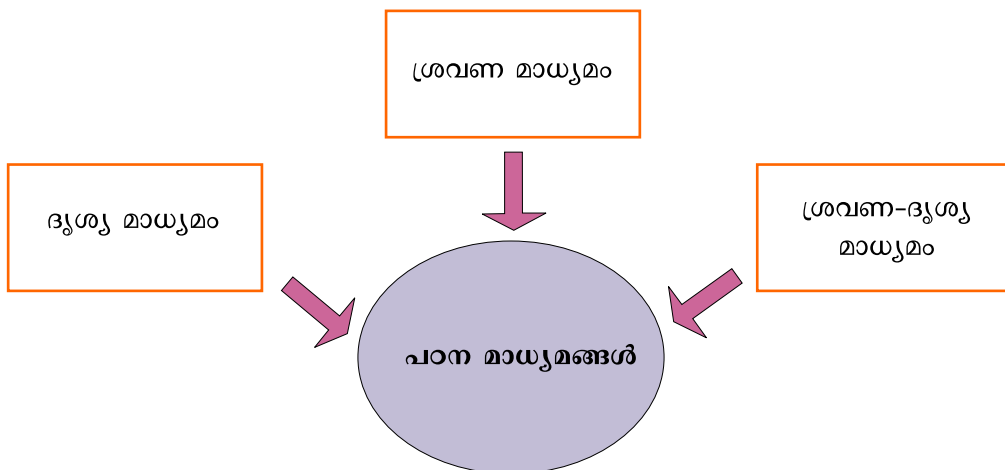 ശ്രവണ മാധ്യമം
ദൃശ്യ മാധ്യമം
ശ്രവണ-ദൃശ്യ
മാധ്യമം
പഠന മാധ്യമങ്ങൾ